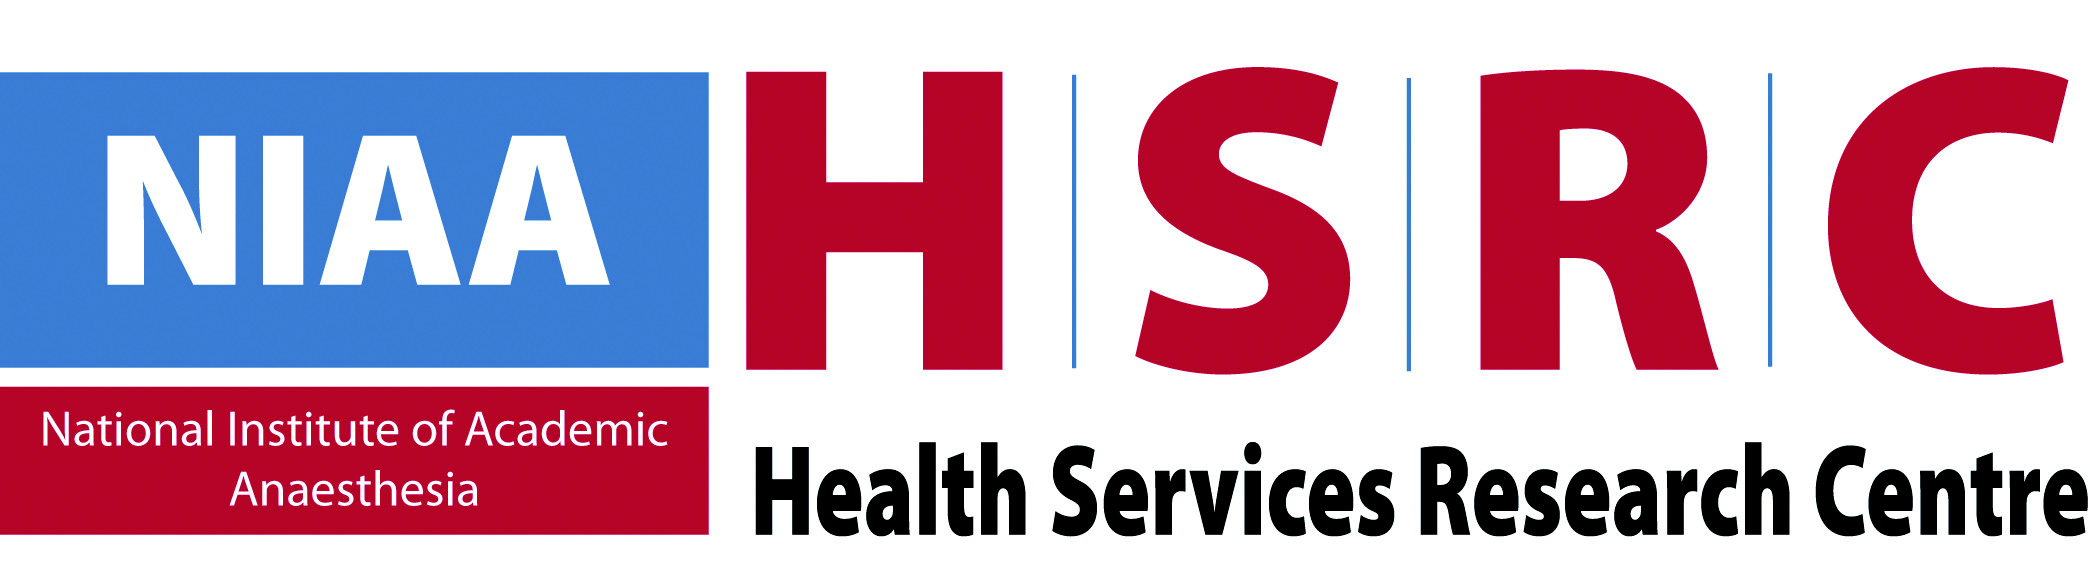 NIAA
National Institute of Academic
Anaesthesia
HSRC
Health Services Research Centre